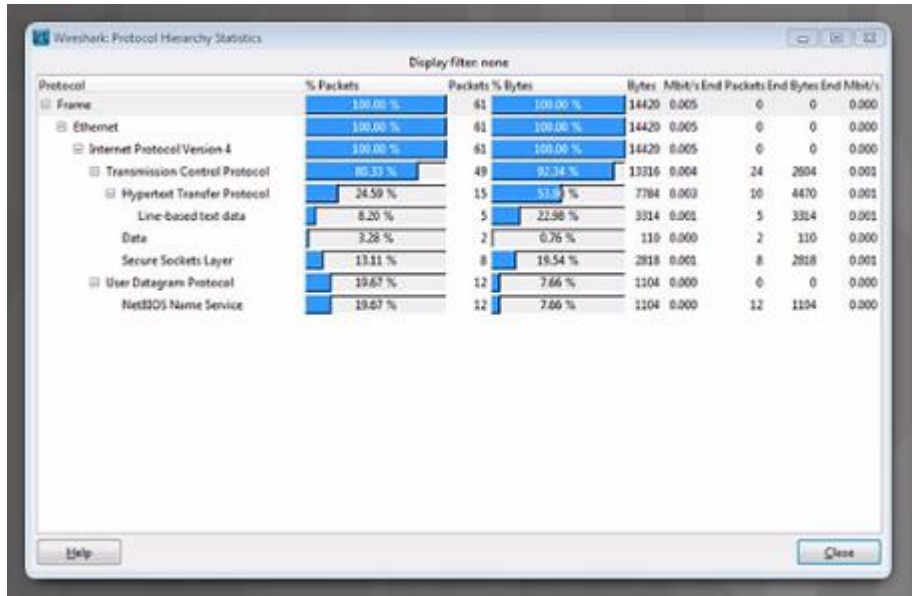 Wireshark: Protocol Hierarchy Statistics
Display filter: none
Protocol % Packets Packets % Bytes Bytes Mbit/s End Packets End Bytes End Mbit/s
Frame 100.00 % 61 100.00 % 14420 0.005 0 0 0.000
Ethernet 100.00 % 61 100.00 % 14420 0.005 0 0 0.000
Internet Protocol Version 4 100.00 % 61 100.00 % 14420 0.005 0 0 0.000
Transmission Control Protocol 80.33 % 49 92.34 % 13316 0.004 24 2604 0.001
Hypertext Transfer Protocol 24.59 % 15 53.98 % 7784 0.003 10 4470 0.001
Line-based text data 8.20 % 5 22.98 % 3314 0.001 5 3314 0.001
Data 3.28 % 2 0.76 % 110 0.000 2 110 0.000
Secure Sockets Layer 13.11 % 8 19.54 % 2818 0.001 8 2818 0.001
User Datagram Protocol 19.67 % 12 7.66 % 1104 0.000 0 0 0.000
NetBIOS Name Service 19.67 % 12 7.66 % 1104 0.000 12 1104 0.000
Help Close